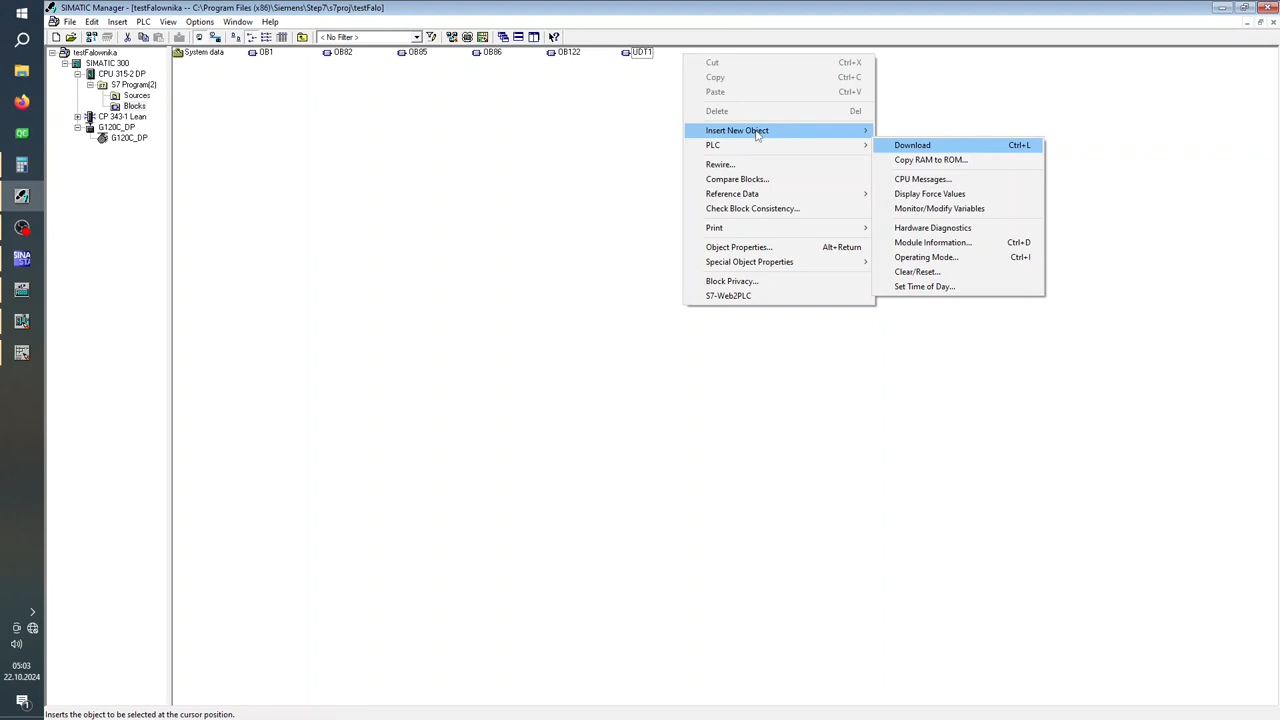 SIMATIC Manager - [testFalownika -- C:\Program Files (x86)\Siemens\Step7\s7proj\testFalo]
File Edit Insert PLC View Options Window Help
< No Filter >
testFalownika
SIMATIC 300
CPU 315-2 DP
S7 Program(2)
Sources
Blocks
CP 343-1 Lean
G120C_DP
G120C_DP
System data OB1 OB82 OB85 OB86 OB122 UDT1
Cut Ctrl+X
Copy Ctrl+C
Paste Ctrl+V
Delete Del
Insert New Object
PLC
Rewire...
Compare Blocks...
Reference Data
Check Block Consistency...
Print
Object Properties... Alt+Return
Special Object Properties
Block Privacy...
S7-Web2PLC
Download Ctrl+L
Copy RAM to ROM...
CPU Messages...
Display Force Values
Monitor/Modify Variables
Hardware Diagnostics
Module Information... Ctrl+D
Operating Mode... Ctrl+I
Clear/Reset...
Set Time of Day...
QC
SINA
STA
05:03
22.10.2024
Inserts the object to be selected at the cursor position.